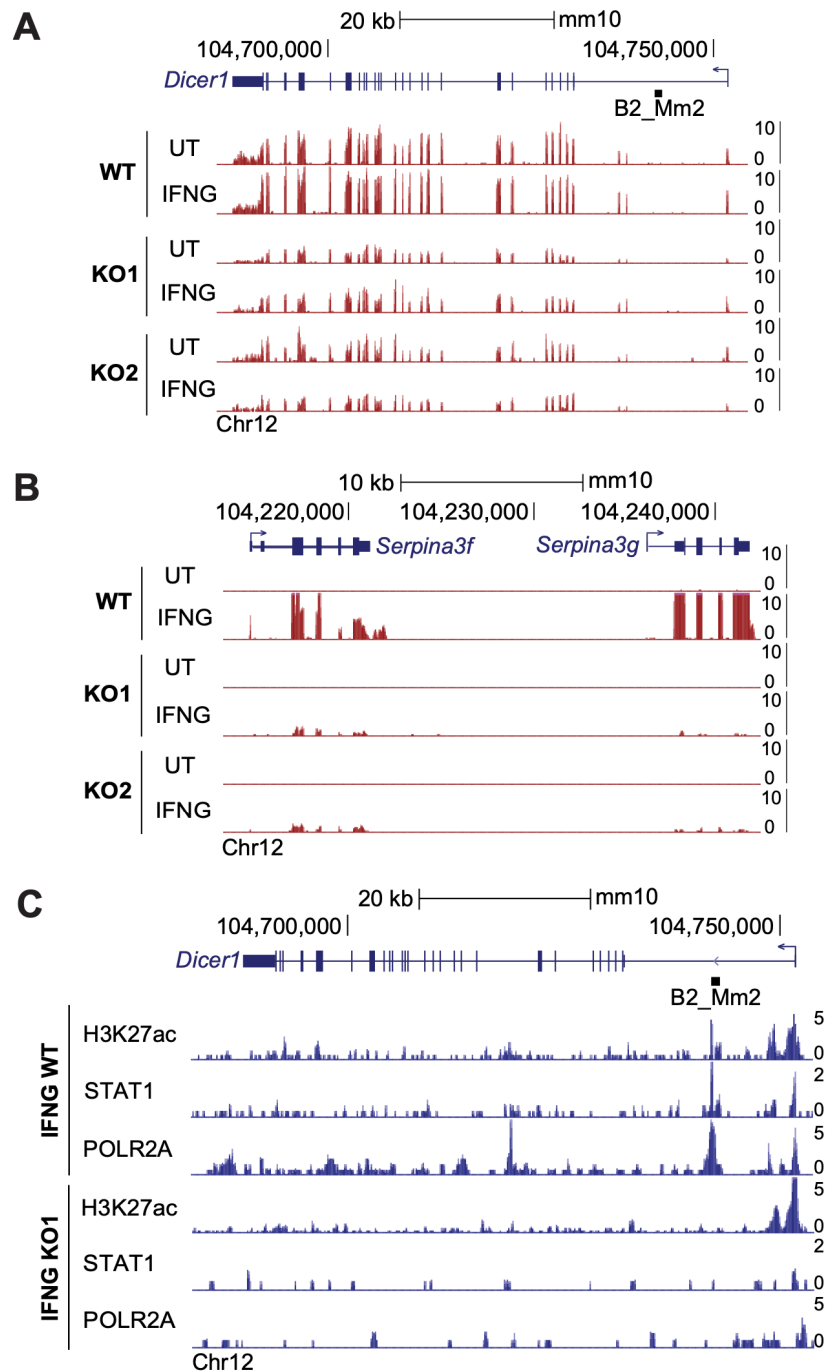 A
20 kb mm10
104,700,000 104,750,000
Dicer1
B2_Mm2
WT
UT 10 0
IFNG 10 0
KO1
UT 10 0
IFNG 10 0
KO2
UT 10 0
IFNG 10 0
Chr12
B
10 kb mm10
104,220,000 104,230,000 104,240,000
Serpina3f Serpina3g
WT
UT 10 0
IFNG 10 0
KO1
UT 10 0
IFNG 10 0
KO2
UT 10 0
IFNG 10 0
Chr12
C
20 kb mm10
104,700,000 104,750,000
Dicer1
B2_Mm2
IFNG WT
H3K27ac 5 0
STAT1 2 0
POLR2A 5 0
IFNG KO1
H3K27ac 5 0
STAT1 2 0
POLR2A 5 0
Chr12